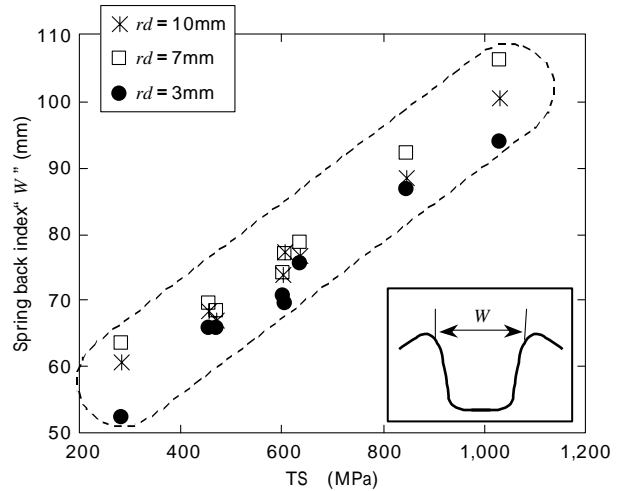 rd = 10mm
rd = 7mm
rd = 3mm
110
100
90
80
70
60
50
Spring back index“ W ” (mm)
W
200 400 600 800 1,000 1,200
TS (MPa)